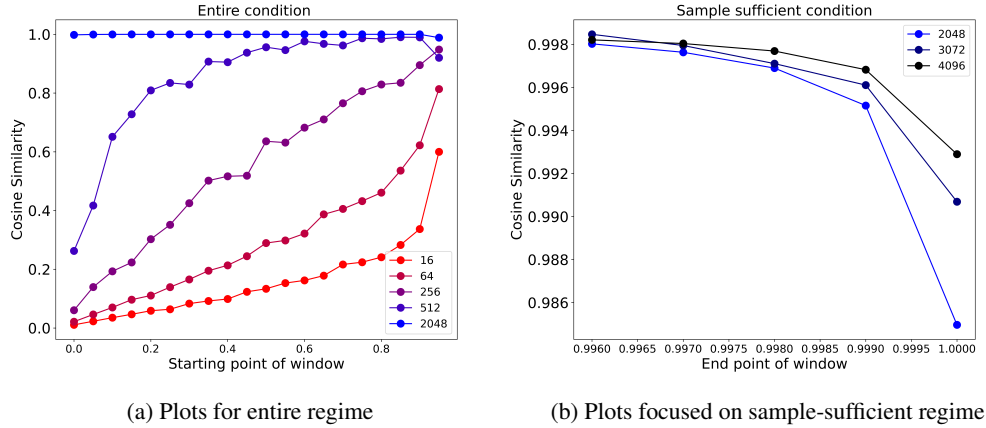 Entire condition
Cosine Similarity
1.0
0.8
0.6
0.4
0.2
0.0
0.0 0.2 0.4 0.6 0.8
Starting point of window
16
64
256
512
2048
(a) Plots for entire regime
Sample sufficient condition
Cosine Similarity
0.998
0.996
0.994
0.992
0.990
0.988
0.986
0.9960 0.9965 0.9970 0.9975 0.9980 0.9985 0.9990 0.9995 1.0000
End point of window
2048
3072
4096
(b) Plots focused on sample-sufficient regime